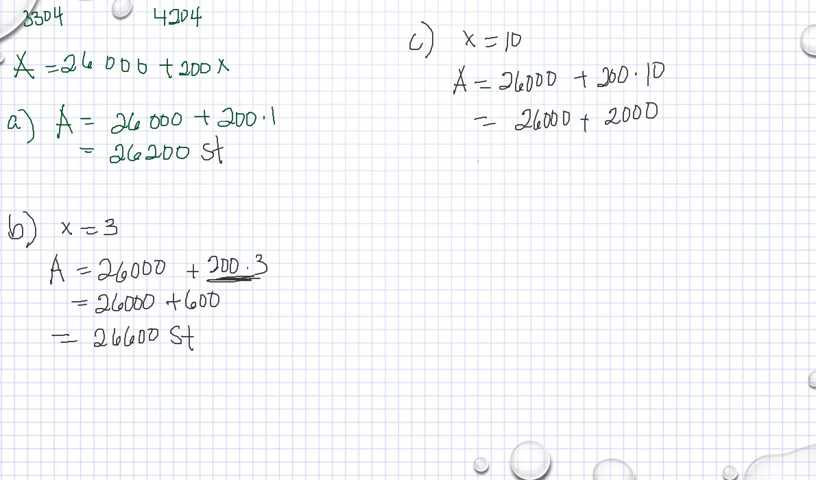 3304 4204
A = 26 000 + 200 x
a) A = 26 000 + 200 · 1
= 26200 St
b) x = 3
A = 26000 + 200 · 3
= 26000 + 600
= 26600 St
c) x = 10
A = 26000 + 200 · 10
= 26000 + 2000